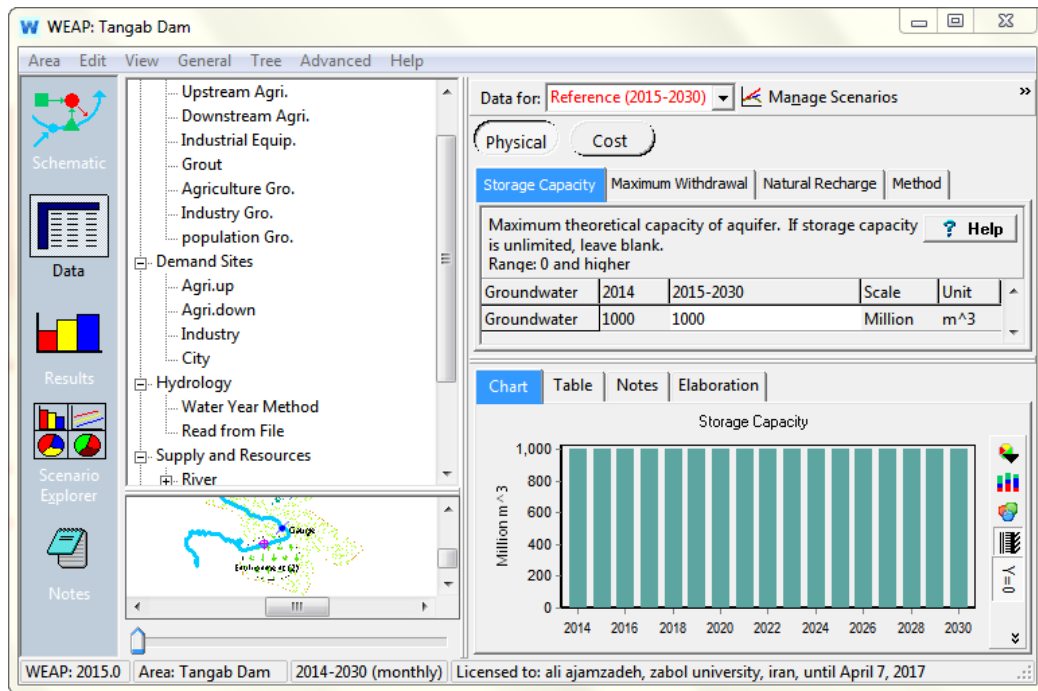 W WEAP: Tangab Dam
Area Edit View General Tree Advanced Help
Schematic
Data
Results
Scenario
Explorer
Notes
Upstream Agri.
Downstream Agri.
Industrial Equip.
Grout
Agriculture Gro.
Industry Gro.
population Gro.
Demand Sites
Agri.up
Agri.down
Industry
City
Hydrology
Water Year Method
Read from File
Supply and Resources
River
Gauge
Environment (2)
Data for: Reference (2015-2030) Manage Scenarios »
Physical Cost
Storage Capacity Maximum Withdrawal Natural Recharge Method
Maximum theoretical capacity of aquifer. If storage capacity
is unlimited, leave blank.
Range: 0 and higher
? Help
Groundwater 2014 2015-2030 Scale Unit
Groundwater 1000 1000 Million m^3
Chart Table Notes Elaboration
Storage Capacity
Million m^3
1,000
800
600
400
200
0
2014 2016 2018 2020 2022 2024 2026 2028 2030
Y=0
WEAP: 2015.0 Area: Tangab Dam 2014-2030 (monthly) Licensed to: ali ajamzadeh, zabol university, iran, until April 7, 2017